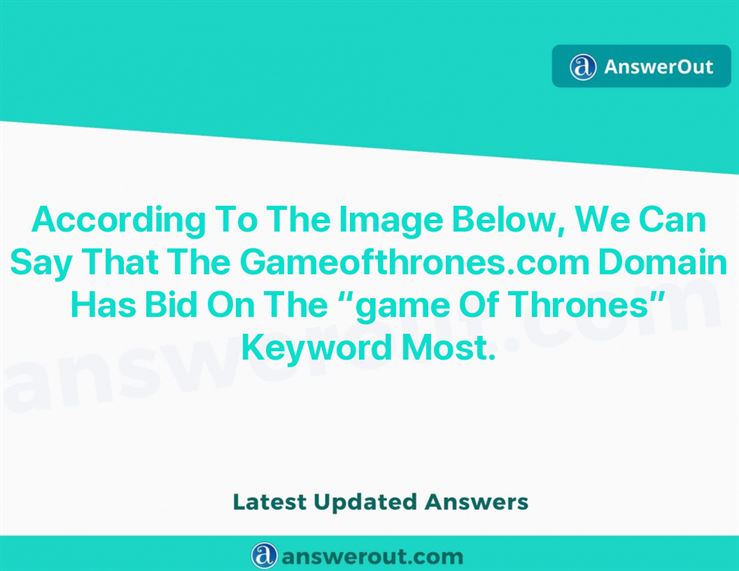 AnswerOut
According To The Image Below, We Can
Say That The Gameofthrones.com Domain
Has Bid On The “game Of Thrones”
Keyword Most.
answerout.com
Latest Updated Answers
answerout.com